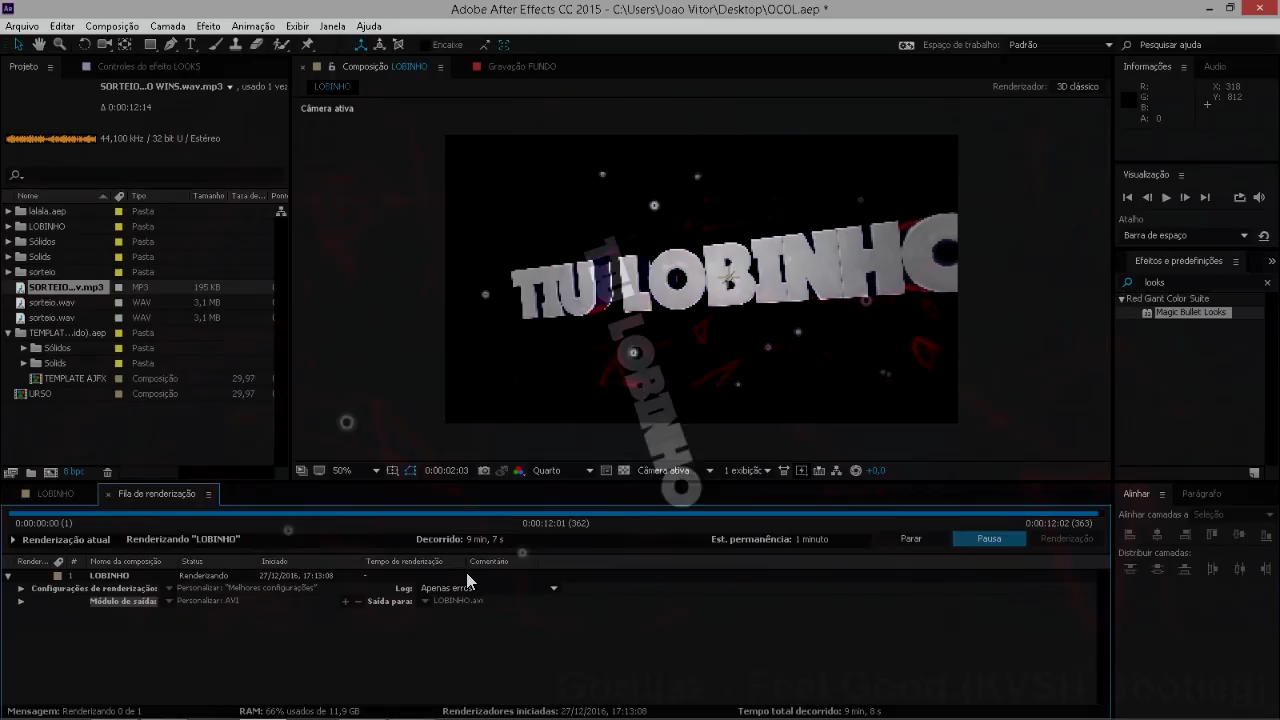 Adobe After Effects CC 2015 - C:\Users\Joao Vitor\Desktop\OCOL.aep *
Arquivo Editar Composição Camada Efeito Animação Exibir Janela Ajuda
Encaixe Espaço de trabalho: Padrão Pesquisar ajuda
Projeto Controles do efeito LOOKS
SORTEIO...O WINS.wav.mp3 , usado 1 vez
Δ 0:00:12:14
44,100 kHz / 32 bit U / Estéreo
Nome Tipo Tamanho Taxa de...
lalala.aep Pasta
LOBINHO Pasta
Sólidos Pasta
Solids Pasta
sorteio Pasta
SORTEIO...v.mp3 MP3 195 KB
sorteio.wav WAV 3,1 MB
sorteio.wav WAV 3,1 MB
TEMPLAT...ido).aep Pasta
Sólidos Pasta
Solids Pasta
TEMPLATE AJFX Composição 29,97
URSO Composição 29,97
8 bpc
Composição LOBINHO Gravação FUNDO
LOBINHO Renderizador: 3D clássico
Câmera ativa
TIU LOBINHO
TIU LOBINHO
50% 0:00:02:03 Quarto Câmera ativa 1 exibição +0,0
Informações Audio
R: X: 318
G: Y: 812
B:
A: 0
Visualização
Atalho
Barra de espaço
Efeitos e predefinições
looks
Red Giant Color Suite
Magic Bullet Looks
LOBINHO Fila de renderização
0:00:00:00 (1) 0:00:12:01 (362) 0:00:12:02 (363)
Renderização atual Renderizando "LOBINHO" Decorrido: 9 min, 7 s Est. permanência: 1 minuto Parar Pausa Renderização
Render... # Nome da composição Status Iniciado Tempo de renderização Comentário
1 LOBINHO Renderizando 27/12/2016, 17:13:08 -
Configurações de renderização: Personalizar: "Melhores configurações" Log: Apenas erros
Módulo de saída: Personalizar: AVI + – Saída para: LOBINHO.avi
Alinhar Parágrafo
Alinhar camadas a Seleção
Distribuir camadas:
Mensagem: Renderizando 0 de 1 RAM: 66% usados de 11,9 GB Renderizadores iniciadas: 27/12/2016, 17:13:08 Tempo total decorrido: 9 min, 8 s